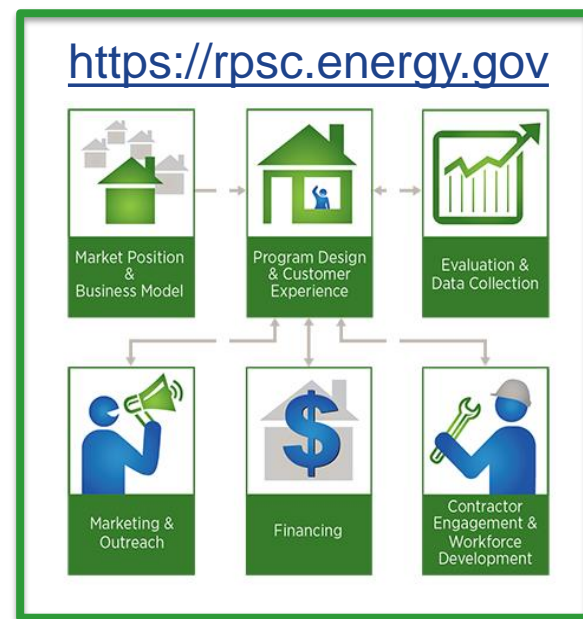 https://rpsc.energy.gov
Market Position
&
Business Model
Program Design
& Customer
Experience
Evaluation &
Data Collection
Marketing &
Outreach
$
Financing
Contractor
Engagement &
Workforce
Development